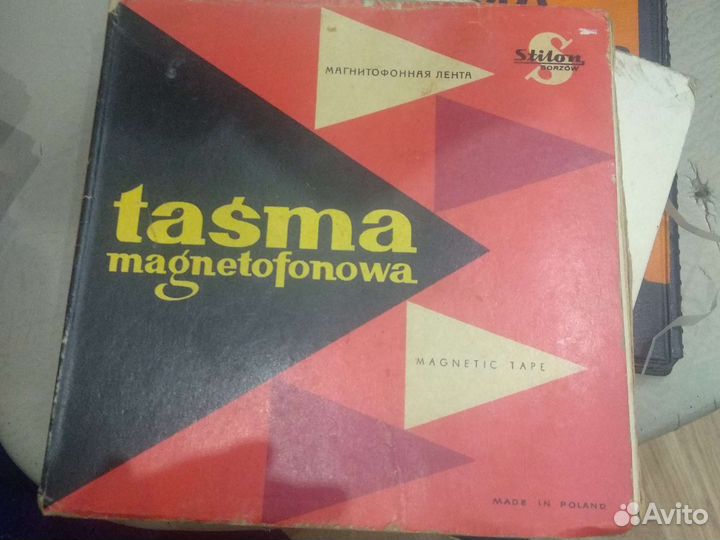 Stilon
GORZÓW
МАГНИТОФОННАЯ ЛЕНТА
taśma
magnetofonowa
MAGNETIC TAPE
MADE IN POLAND
Avito